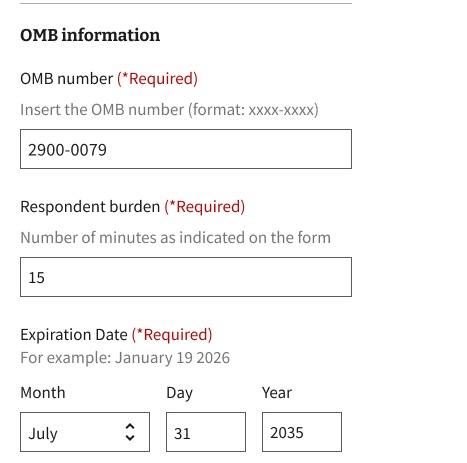 OMB information
OMB number (*Required)
Insert the OMB number (format: xxxx-xxxx)
2900-0079
Respondent burden (*Required)
Number of minutes as indicated on the form
15
Expiration Date (*Required)
For example: January 19 2026
Month Day Year
July 31 2035